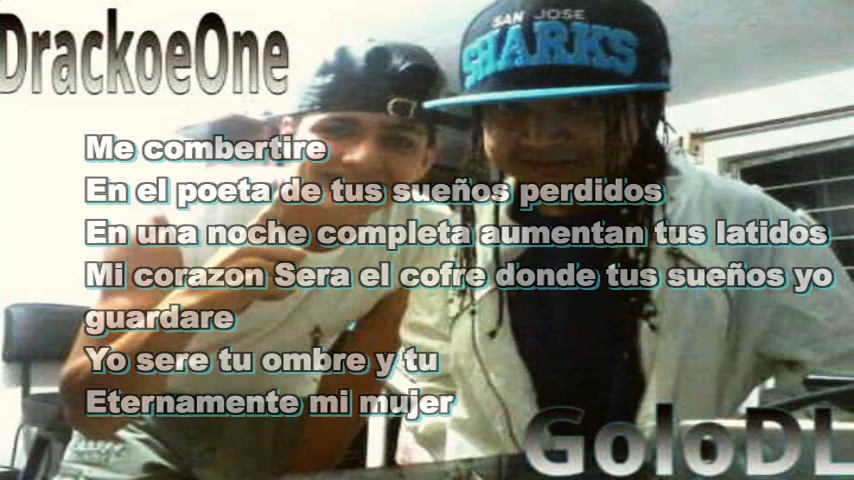 DrackoeOne
SAN JOSE
SHARKS
Me combertire
En el poeta de tus sueños perdidos
En una noche completa aumentan tus latidos
Mi corazon Sera el cofre donde tus sueños yo
guardare
Yo sere tu ombre y tu
Eternamente mi mujer
GoloDL